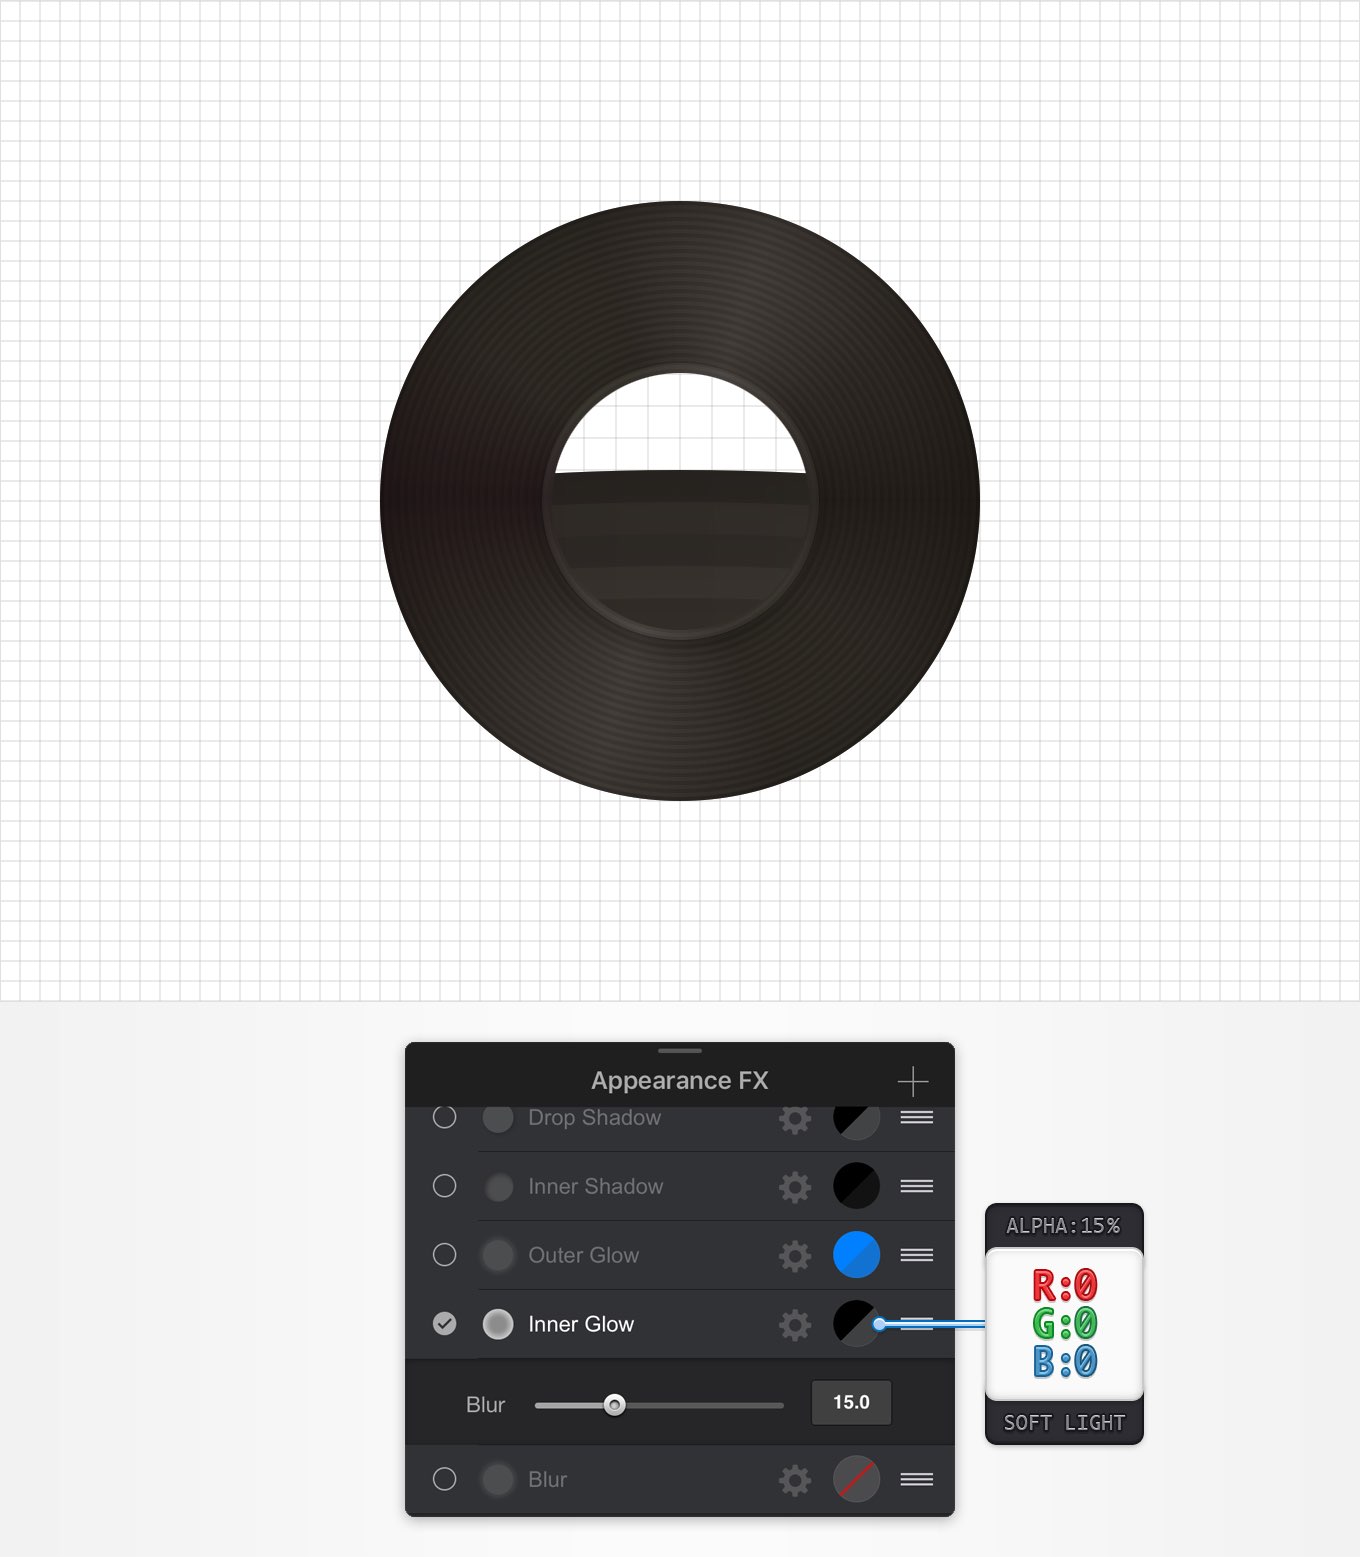 Appearance FX
Drop Shadow
Inner Shadow
Outer Glow
Inner Glow
Blur 15.0
Blur
ALPHA:15%
R:0
G:0
B:0
SOFT LIGHT